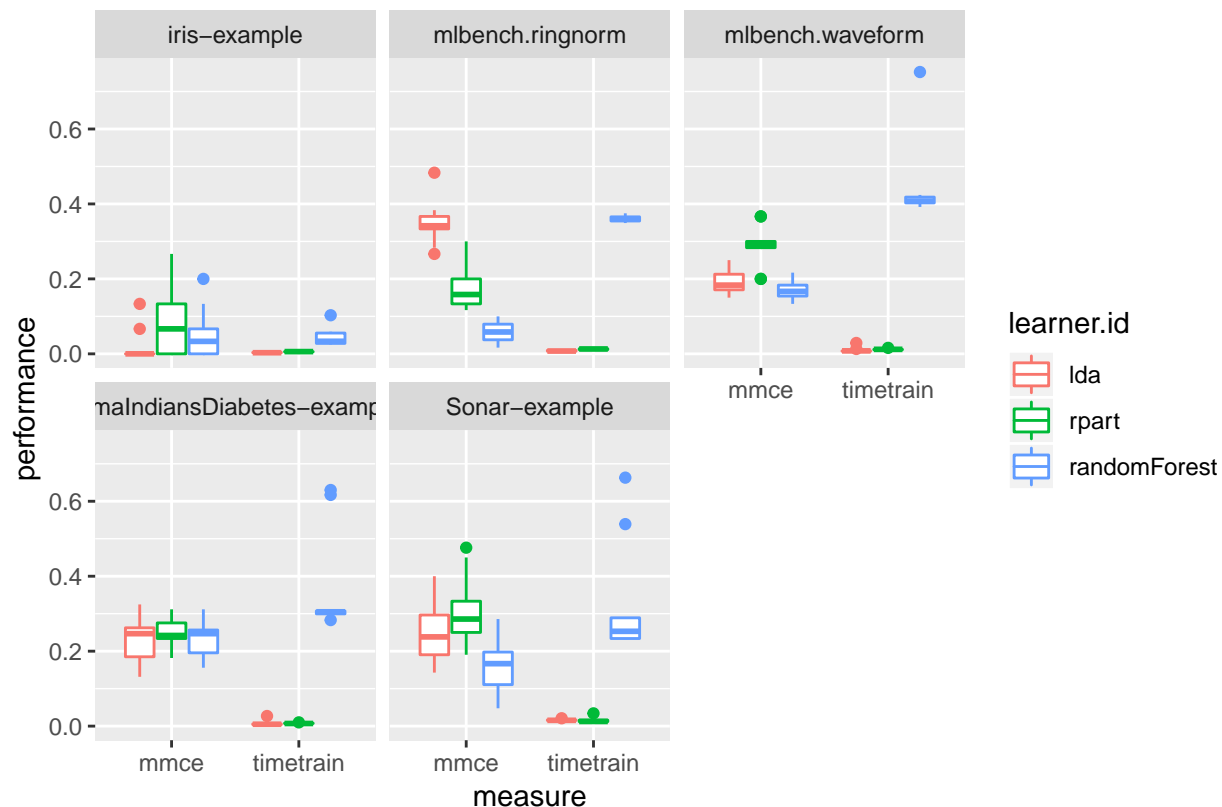 iris−example
mlbench.ringnorm
mlbench.waveform
0.6
0.4
0.2
0.0
mmce
timetrain
maIndiansDiabetes−examp
Sonar−example
0.6
0.4
0.2
0.0
mmce
timetrain
mmce
timetrain
performance
measure
learner.id
lda
rpart
randomForest